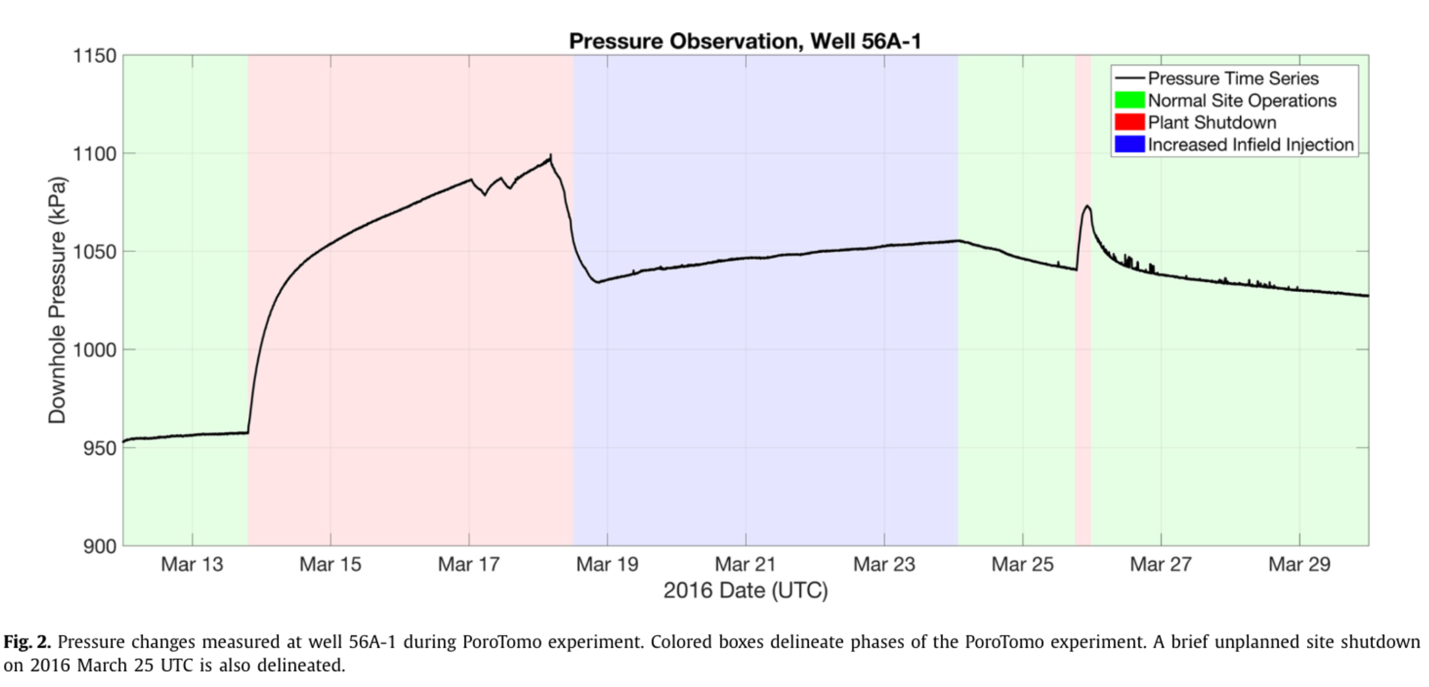 Pressure Observation, Well 56A-1
1150
1100
1050
1000
950
900
Downhole Pressure (kPa)
Pressure Time Series
Normal Site Operations
Plant Shutdown
Increased Infield Injection
Mar 13 Mar 15 Mar 17 Mar 19 Mar 21 Mar 23 Mar 25 Mar 27 Mar 29
2016 Date (UTC)
Fig. 2. Pressure changes measured at well 56A-1 during PoroTomo experiment. Colored boxes delineate phases of the PoroTomo experiment. A brief unplanned site shutdown
on 2016 March 25 UTC is also delineated.